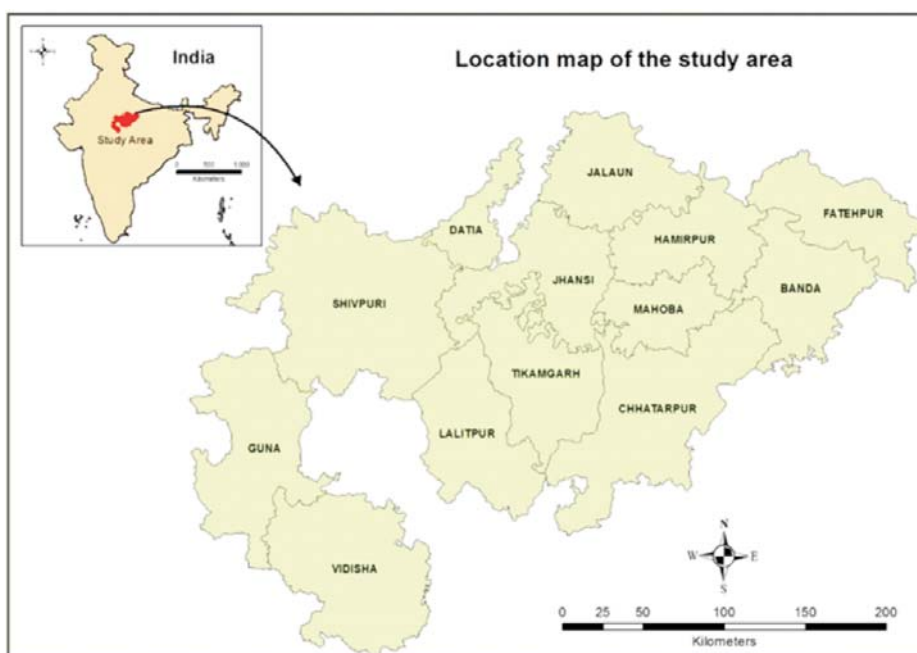 India
Study Area
Kilometers
Location map of the study area
JALAUN
FATEHPUR
DATIA
HAMIRPUR
JHANSI
BANDA
SHIVPURI
MAHOBA
TIKAMGARH
CHHATARPUR
LALITPUR
GUNA
VIDISHA
N
W E
S
0 25 50 100 150 200
Kilometers